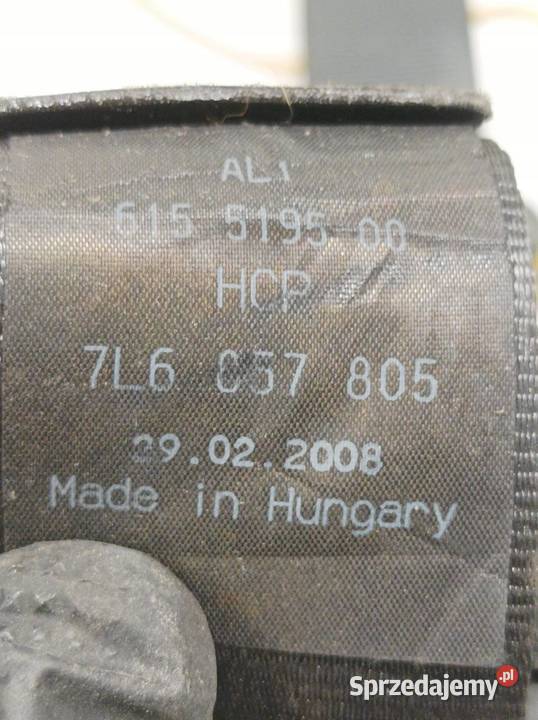 AL1
615 5195 00
HCP
7L6 857 805
29.02.2008
Made in Hungary
Sprzedajemy.pl